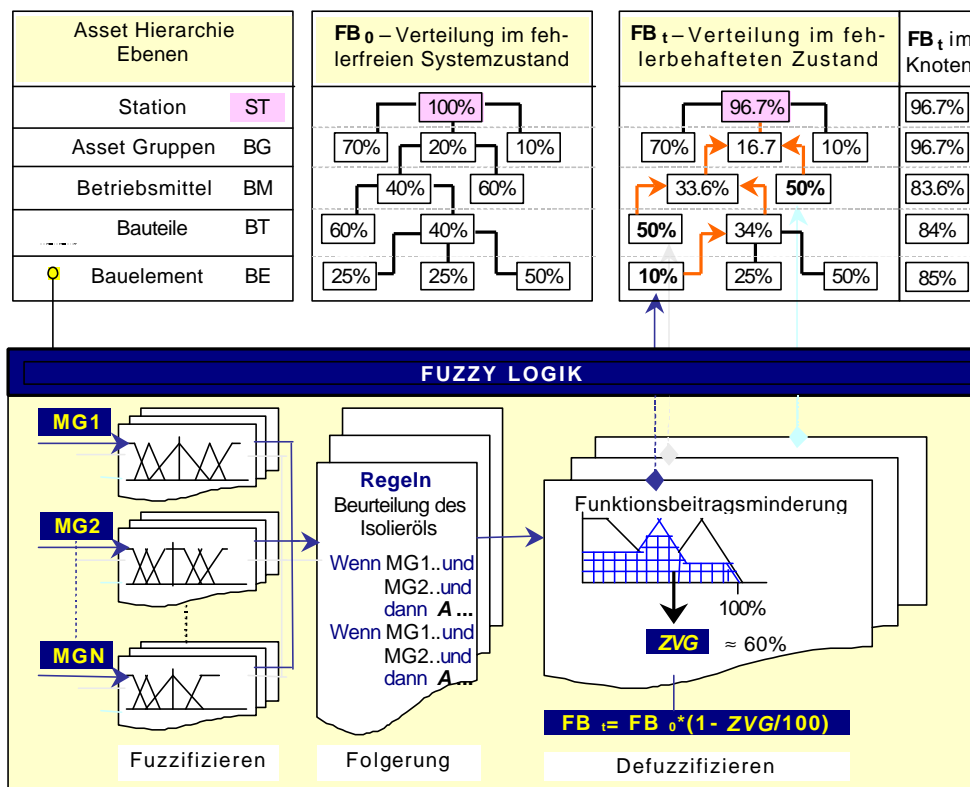 Asset Hierarchie
Ebenen
FB 0 – Verteilung im feh-
lerfreien Systemzustand
FB t – Verteilung im feh-
lerbehafteten Zustand
FB t im
Knoten
Station ST
100%
96.7%
96.7%
Asset Gruppen BG
70% 20% 10%
70% 16.7 10%
96.7%
Betriebsmittel BM
40% 60%
33.6% 50%
83.6%
Bauteile BT
60% 40%
50% 34%
84%
Bauelement BE
25% 25% 50%
10% 25% 50%
85%
FUZZY LOGIK
MG1
MG2
MGN
Regeln
Beurteilung des
Isolieröls
Wenn MG1..und
MG2..und
dann A ...
Wenn MG1..und
MG2..und
dann A...
Funktionsbeitragsminderung
100%
ZVG ≈ 60%
FB t= FB 0*(1- ZVG/100)
Fuzzifizieren
Folgerung
Defuzzifizieren